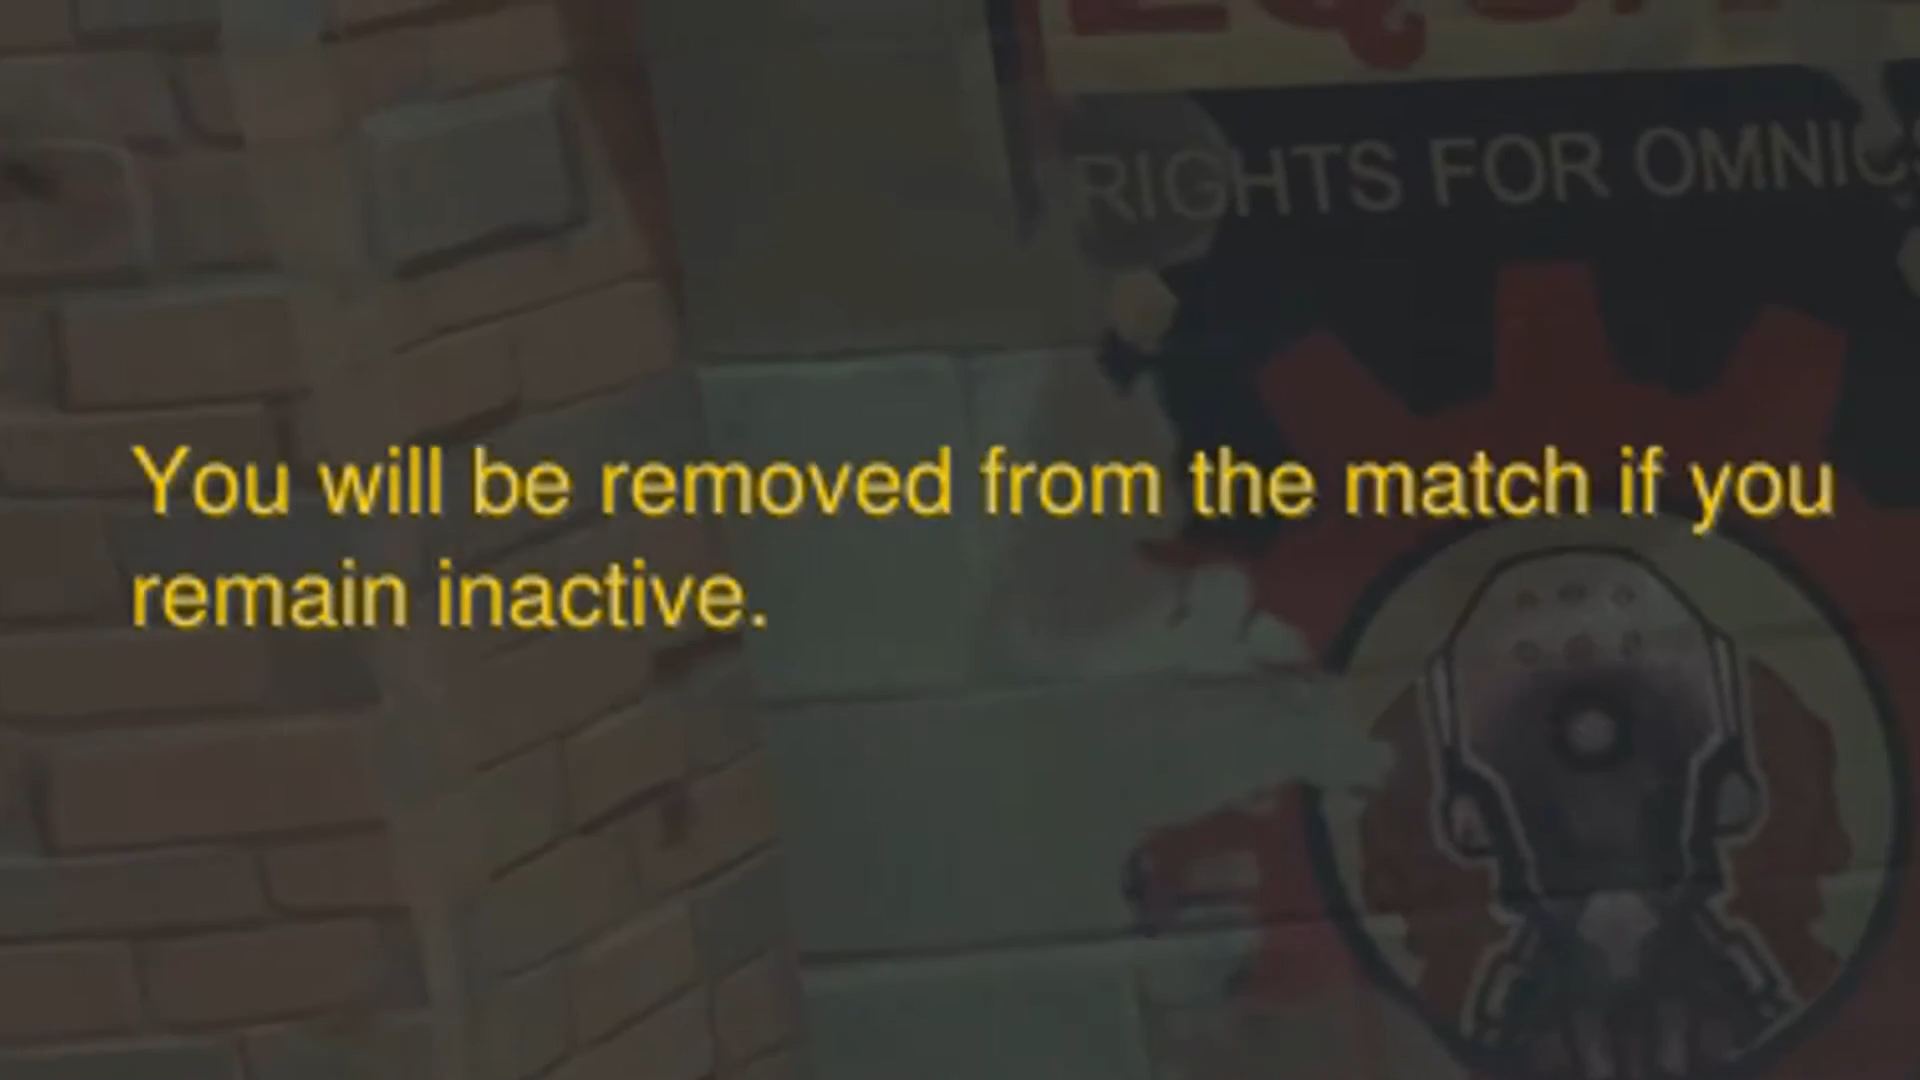 RIGHTS FOR OMNICS
You will be removed from the match if you
remain inactive.